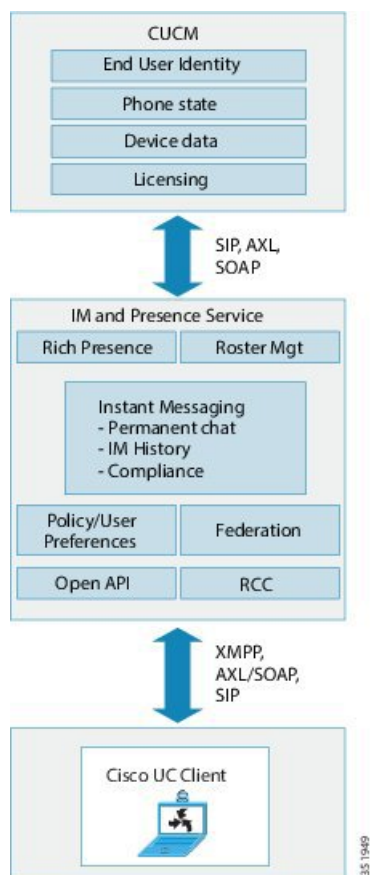 CUCM
End User Identity
Phone state
Device data
Licensing
SIP, AXL,
SOAP
IM and Presence Service
Rich Presence
Roster Mgt
Instant Messaging
- Permanent chat
- IM History
- Compliance
Policy/User
Preferences
Federation
Open API
RCC
XMPP,
AXL/SOAP,
SIP
Cisco UC Client
351949